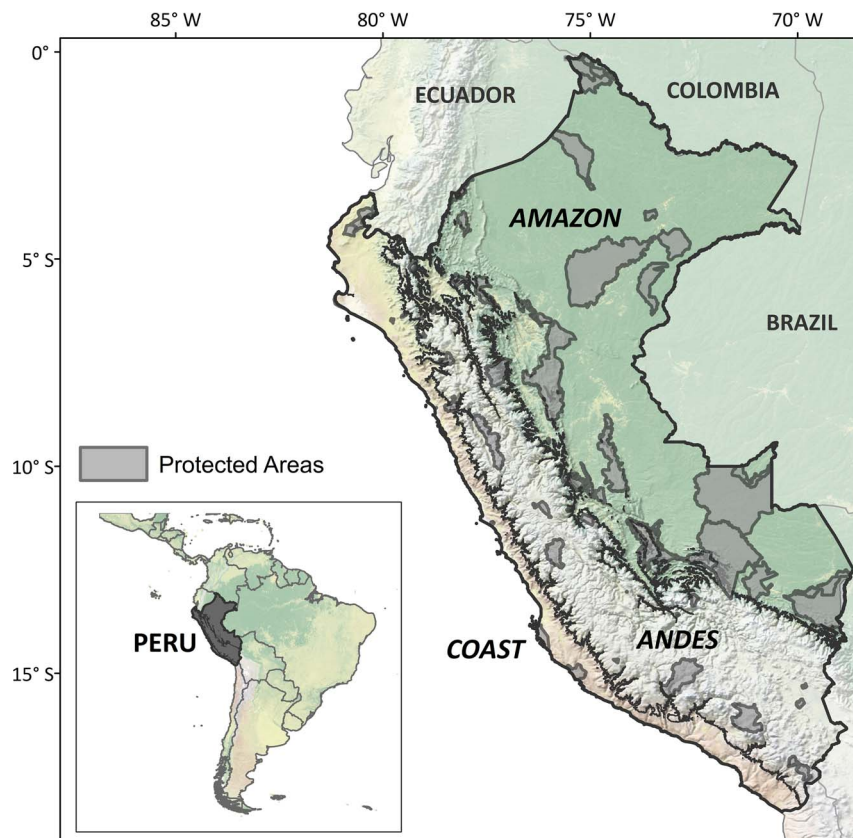 85° W 80° W 75° W 70° W
0°
ECUADOR
COLOMBIA
AMAZON
5° S
BRAZIL
Protected Areas
10° S
PERU
COAST
ANDES
15° S